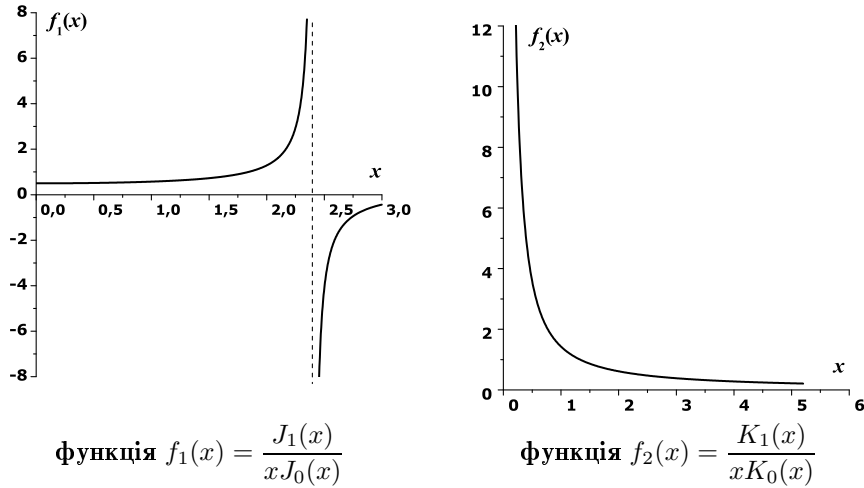 f₁(x)
8
6
4
2
0
-2
-4
-6
-8
0,0 0,5 1,0 1,5 2,0 2,5 3,0
x
f₂(x)
12
10
8
6
4
2
0
0 1 2 3 4 5 6
x
функція f₁(x) = J₁(x) / xJ₀(x)
функція f₂(x) = K₁(x) / xK₀(x)